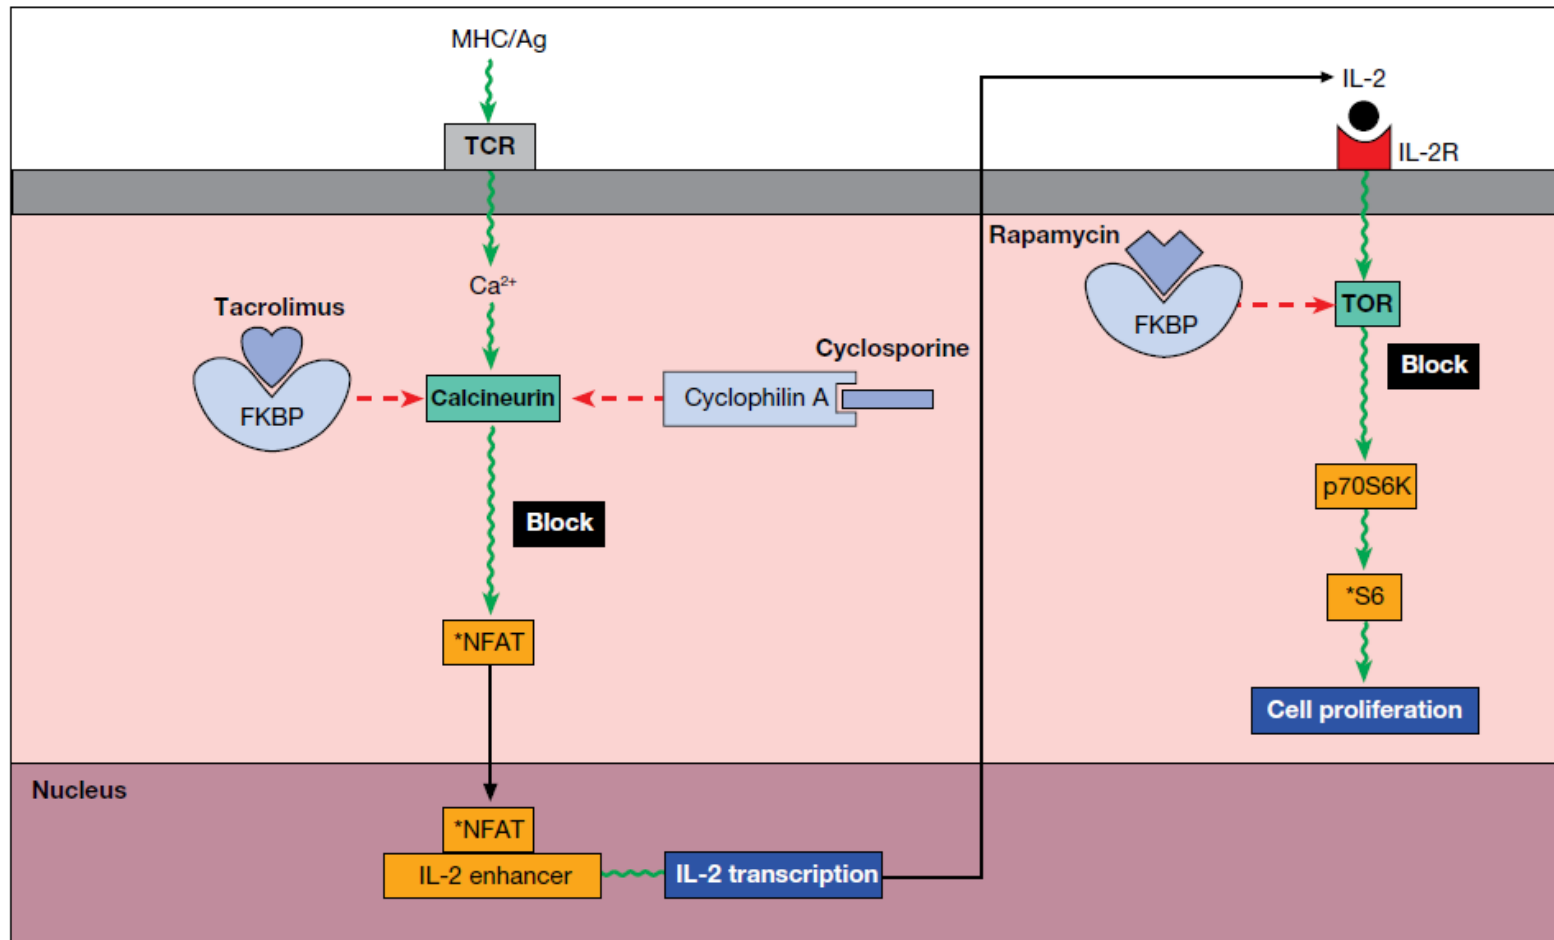 MHC/Ag
TCR
Ca²⁺
Tacrolimus
FKBP
Calcineurin
Cyclosporine
Cyclophilin A
Block
*NFAT
Nucleus
*NFAT
IL-2 enhancer
IL-2 transcription
IL-2
IL-2R
Rapamycin
FKBP
TOR
Block
p70S6K
*S6
Cell proliferation